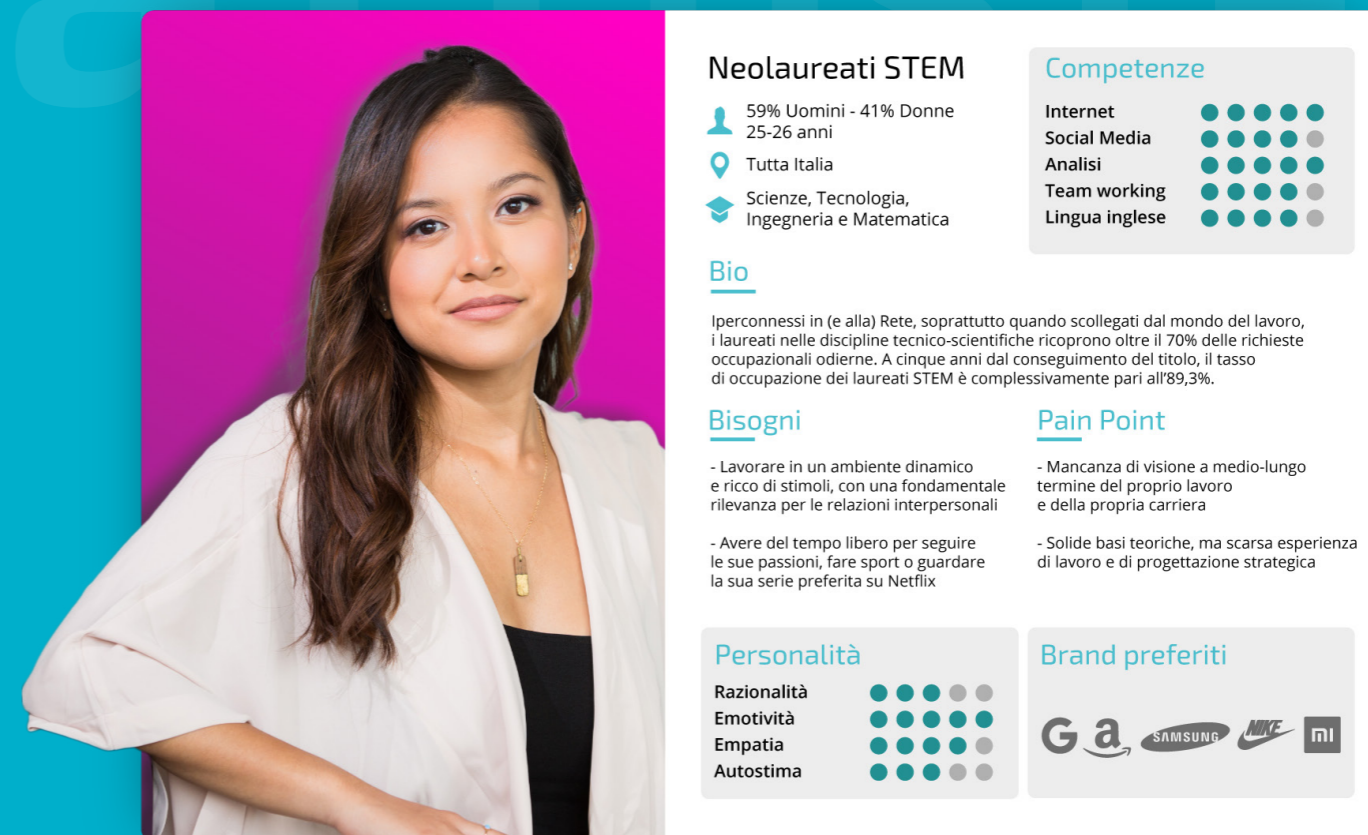 Neolaureati STEM
59% Uomini - 41% Donne
25-26 anni
Tutta Italia
Scienze, Tecnologia,
Ingegneria e Matematica
Competenze
Internet
Social Media
Analisi
Team working
Lingua inglese
Bio
Iperconnessi in (e alla) Rete, soprattutto quando scollegati dal mondo del lavoro,
i laureati nelle discipline tecnico-scientifiche ricoprono oltre il 70% delle richieste
occupazionali odierne. A cinque anni dal conseguimento del titolo, il tasso
di occupazione dei laureati STEM è complessivamente pari all'89,3%.
Bisogni
- Lavorare in un ambiente dinamico
e ricco di stimoli, con una fondamentale
rilevanza per le relazioni interpersonali
- Avere del tempo libero per seguire
le sue passioni, fare sport o guardare
la sua serie preferita su Netflix
Pain Point
- Mancanza di visione a medio-lungo
termine del proprio lavoro
e della propria carriera
- Solide basi teoriche, ma scarsa esperienza
di lavoro e di progettazione strategica
Personalità
Razionalità
Emotività
Empatia
Autostima
Brand preferiti
G a SAMSUNG NIKE mi